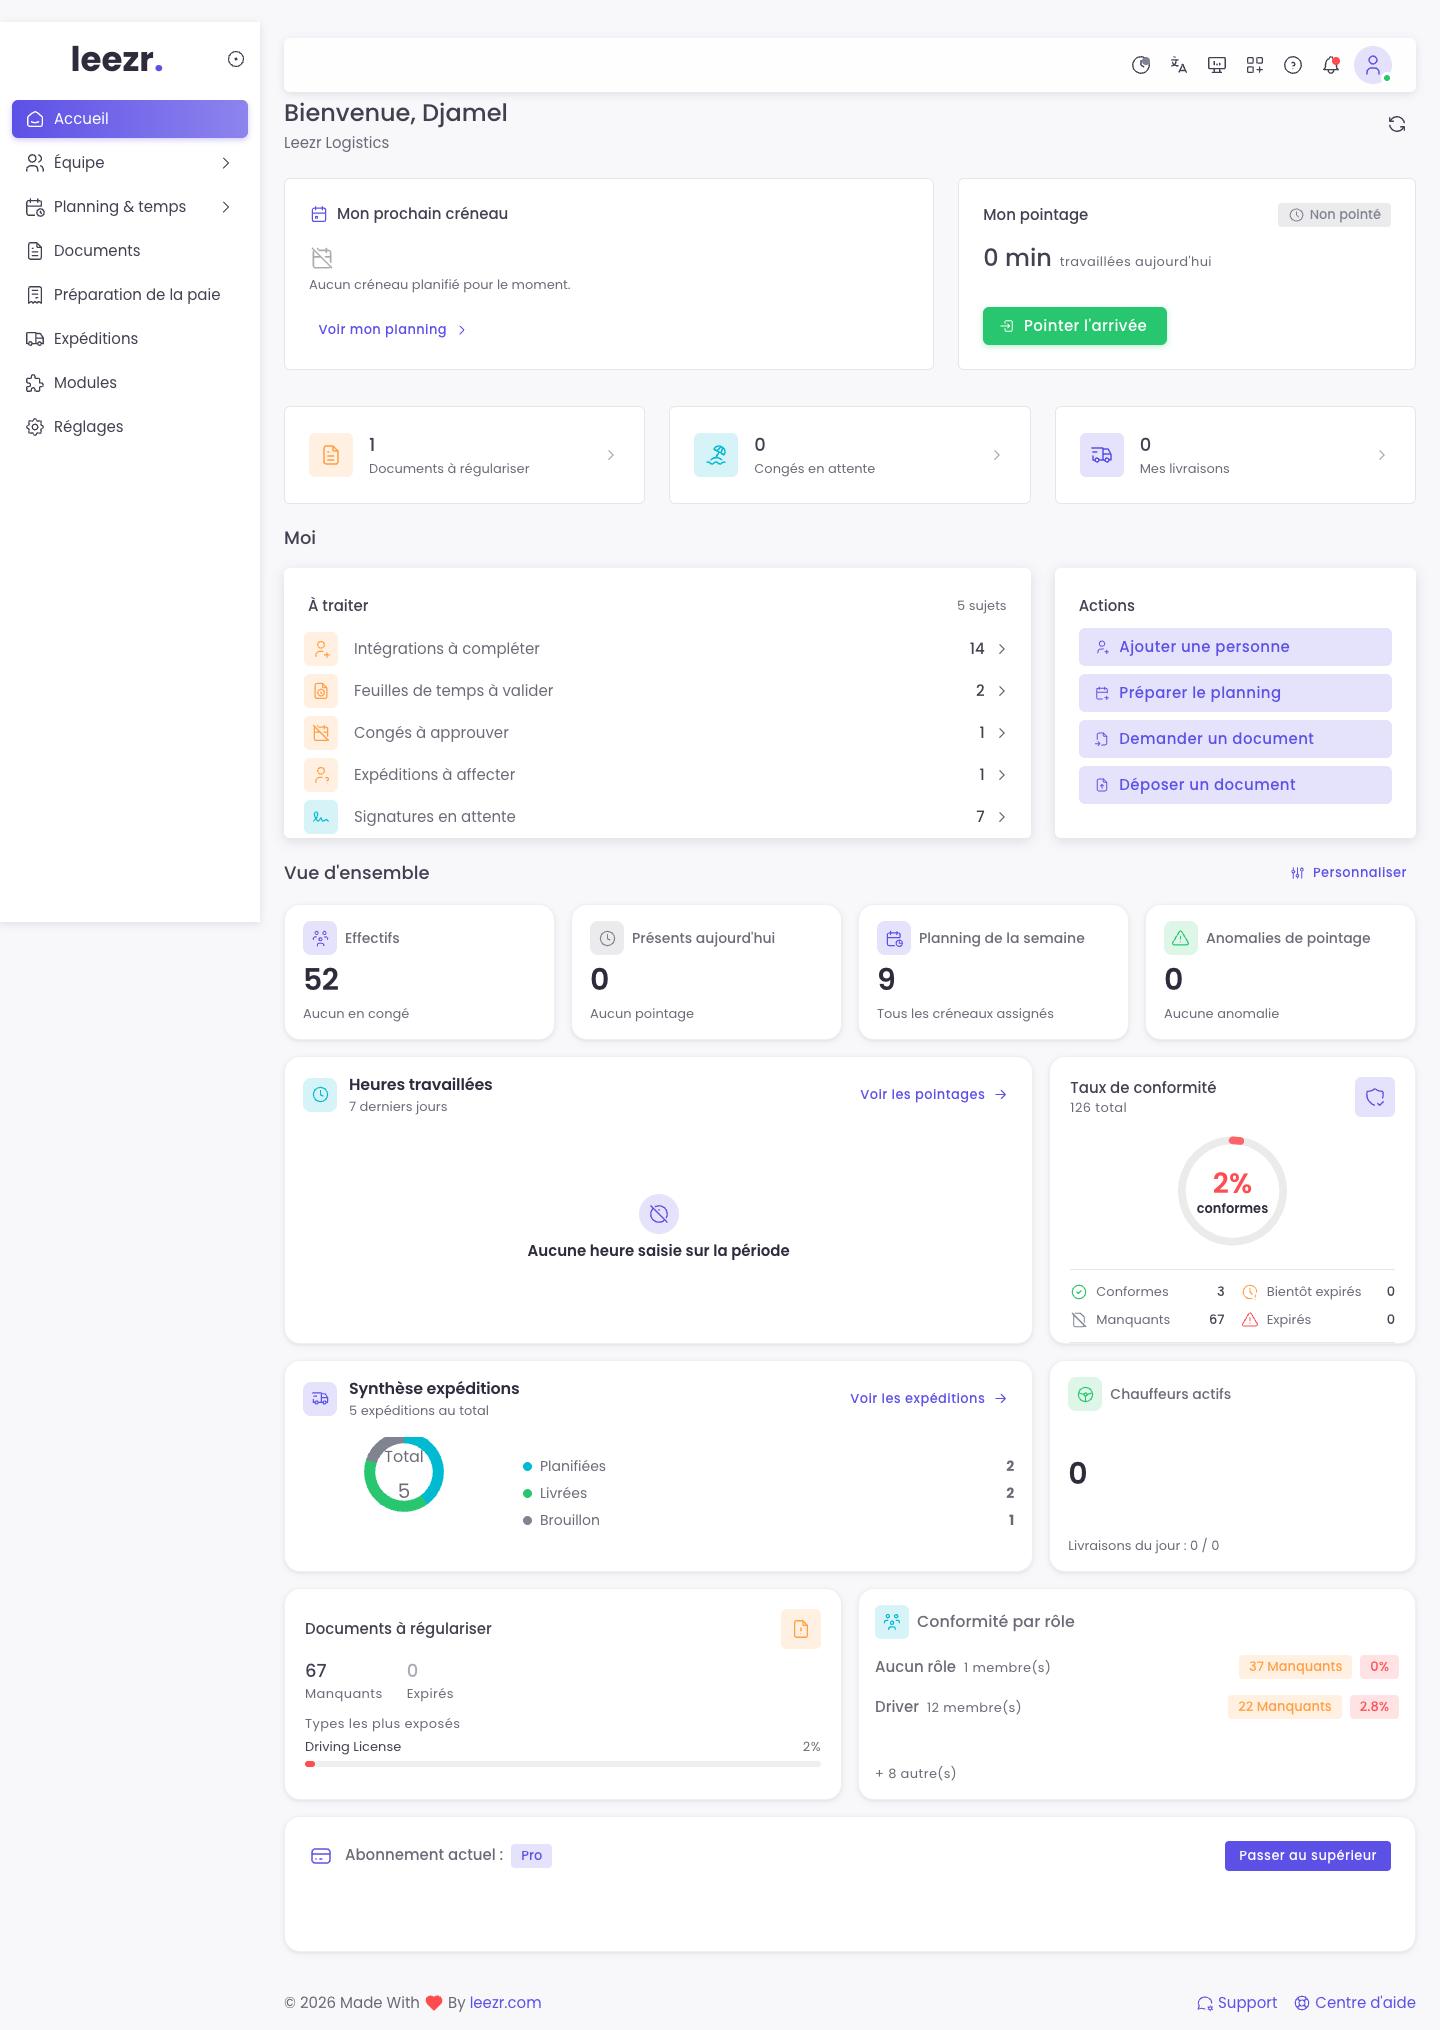 leezr.
Accueil
Équipe
Planning & temps
Documents
Préparation de la paie
Expéditions
Modules
Réglages
Bienvenue, Djamel
Leezr Logistics
Mon prochain créneau
Aucun créneau planifié pour le moment.
Voir mon planning
Mon pointage
Non pointé
0 min travaillées aujourd'hui
Pointer l'arrivée
1
Documents à régulariser
0
Congés en attente
0
Mes livraisons
Moi
À traiter
5 sujets
Intégrations à compléter 14
Feuilles de temps à valider 2
Congés à approuver 1
Expéditions à affecter 1
Signatures en attente 7
Actions
Ajouter une personne
Préparer le planning
Demander un document
Déposer un document
Vue d'ensemble
Personnaliser
Effectifs
52
Aucun en congé
Présents aujourd'hui
0
Aucun pointage
Planning de la semaine
9
Tous les créneaux assignés
Anomalies de pointage
0
Aucune anomalie
Heures travaillées
7 derniers jours
Voir les pointages
Aucune heure saisie sur la période
Taux de conformité
126 total
2%
conformes
Conformes 3 Bientôt expirés 0
Manquants 67 Expirés 0
Synthèse expéditions
5 expéditions au total
Voir les expéditions
Total
5
Planifiées 2
Livrées 2
Brouillon 1
Chauffeurs actifs
0
Livraisons du jour : 0 / 0
Documents à régulariser
67 0
Manquants Expirés
Types les plus exposés
Driving License 2%
Conformité par rôle
Aucun rôle 1 membre(s) 37 Manquants 0%
Driver 12 membre(s) 22 Manquants 2.8%
+ 8 autre(s)
Abonnement actuel : Pro
Passer au supérieur
© 2026 Made With By leezr.com
Support
Centre d'aide